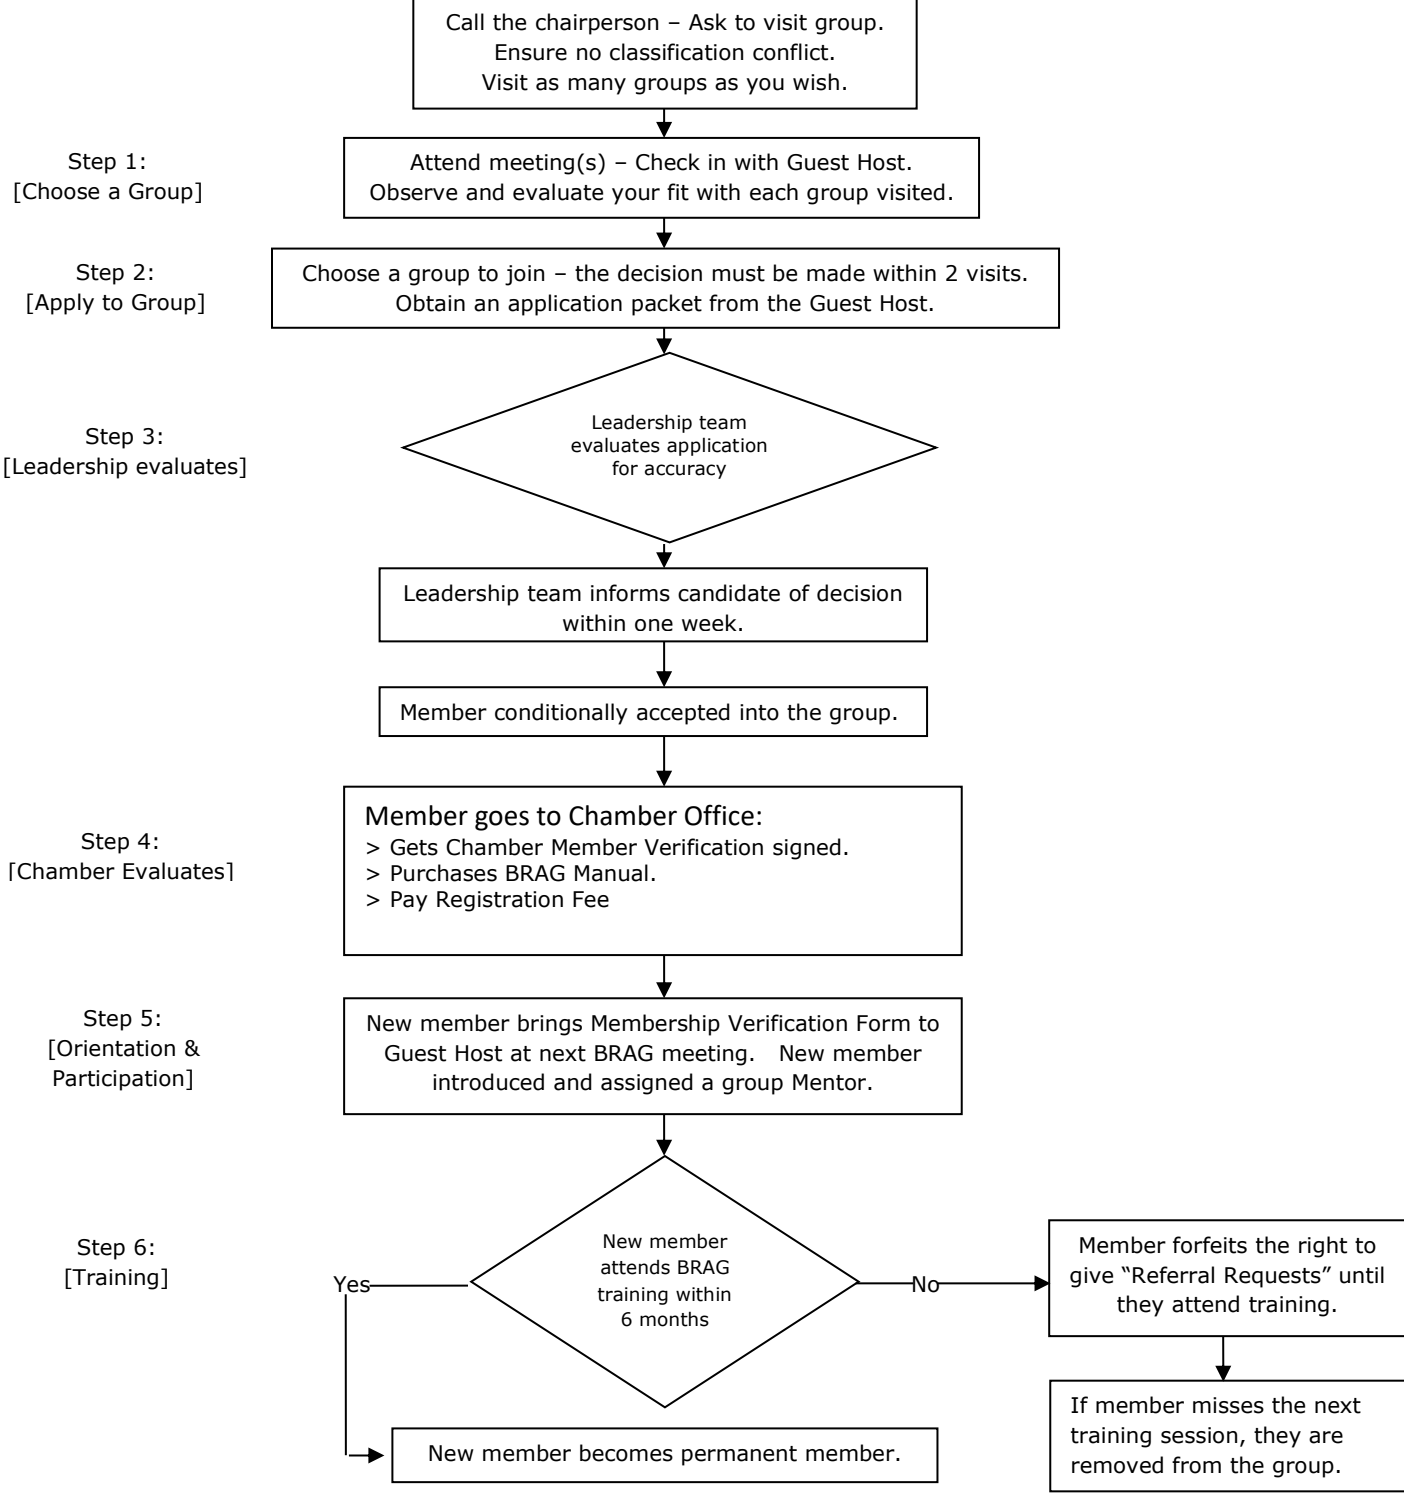 Call the chairperson – Ask to visit group.
Ensure no classification conflict.
Visit as many groups as you wish.
Step 1:
[Choose a Group]
Attend meeting(s) – Check in with Guest Host.
Observe and evaluate your fit with each group visited.
Step 2:
[Apply to Group]
Choose a group to join – the decision must be made within 2 visits.
Obtain an application packet from the Guest Host.
Step 3:
[Leadership evaluates]
Leadership team
evaluates application
for accuracy
Leadership team informs candidate of decision
within one week.
Member conditionally accepted into the group.
Step 4:
[Chamber Evaluates]
Member goes to Chamber Office:
> Gets Chamber Member Verification signed.
> Purchases BRAG Manual.
> Pay Registration Fee
Step 5:
[Orientation &
Participation]
New member brings Membership Verification Form to
Guest Host at next BRAG meeting.   New member
introduced and assigned a group Mentor.
Step 6:
[Training]
Yes
New member
attends BRAG
training within
6 months
No
Member forfeits the right to
give “Referral Requests” until
they attend training.
If member misses the next
training session, they are
removed from the group.
New member becomes permanent member.